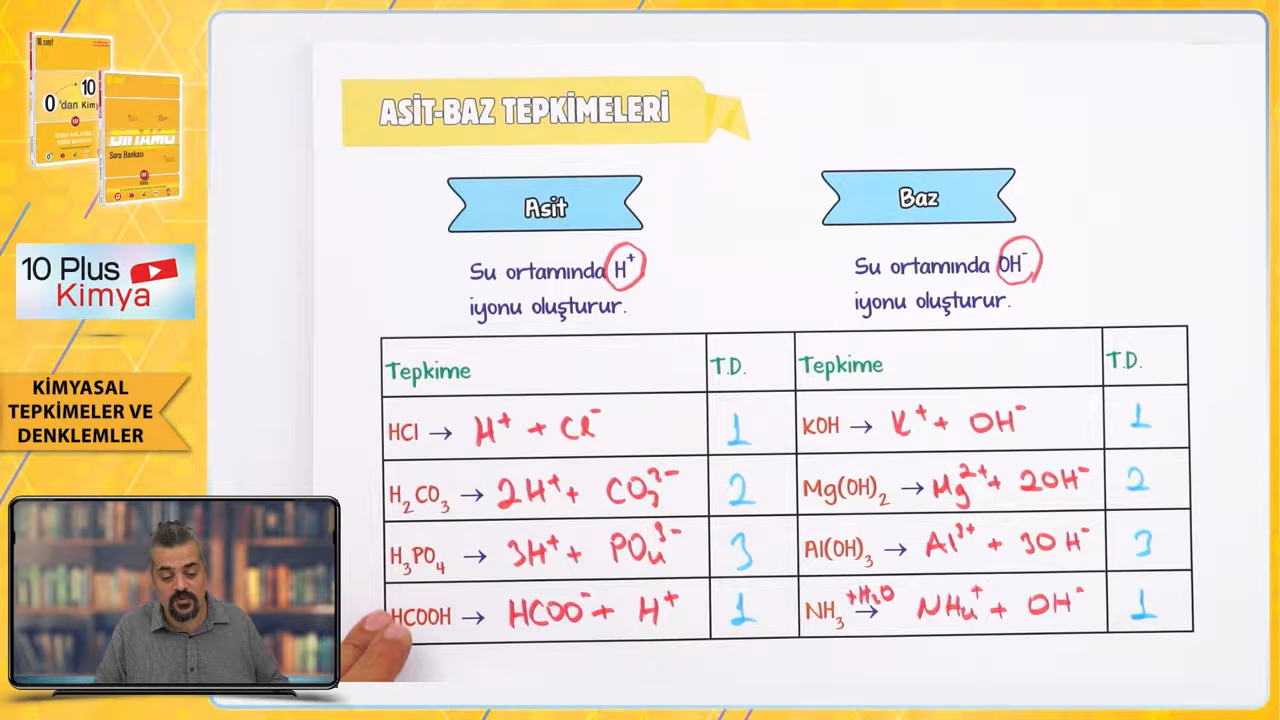 10. sınıf
0 'dan 10
Kimya
DİNAMO
Soru Bankası
10 Plus
Kimya
KİMYASAL
TEPKİMELER VE
DENKLEMLER
ASİT-BAZ TEPKİMELERİ
Asit
Su ortamında H⁺
iyonu oluşturur.
Baz
Su ortamında OH⁻
iyonu oluşturur.
Tepkime T.D. Tepkime T.D.
HCl → H⁺ + Cl⁻ 1 KOH → K⁺ + OH⁻ 1
H₂CO₃ → 2H⁺ + CO₃²⁻ 2 Mg(OH)₂ → Mg²⁺ + 2OH⁻ 2
H₃PO₄ → 3H⁺ + PO₄³⁻ 3 Al(OH)₃ → Al³⁺ + 3OH⁻ 3
HCOOH → HCOO⁻ + H⁺ 1 NH₃ +H₂O → NH₄⁺ + OH⁻ 1